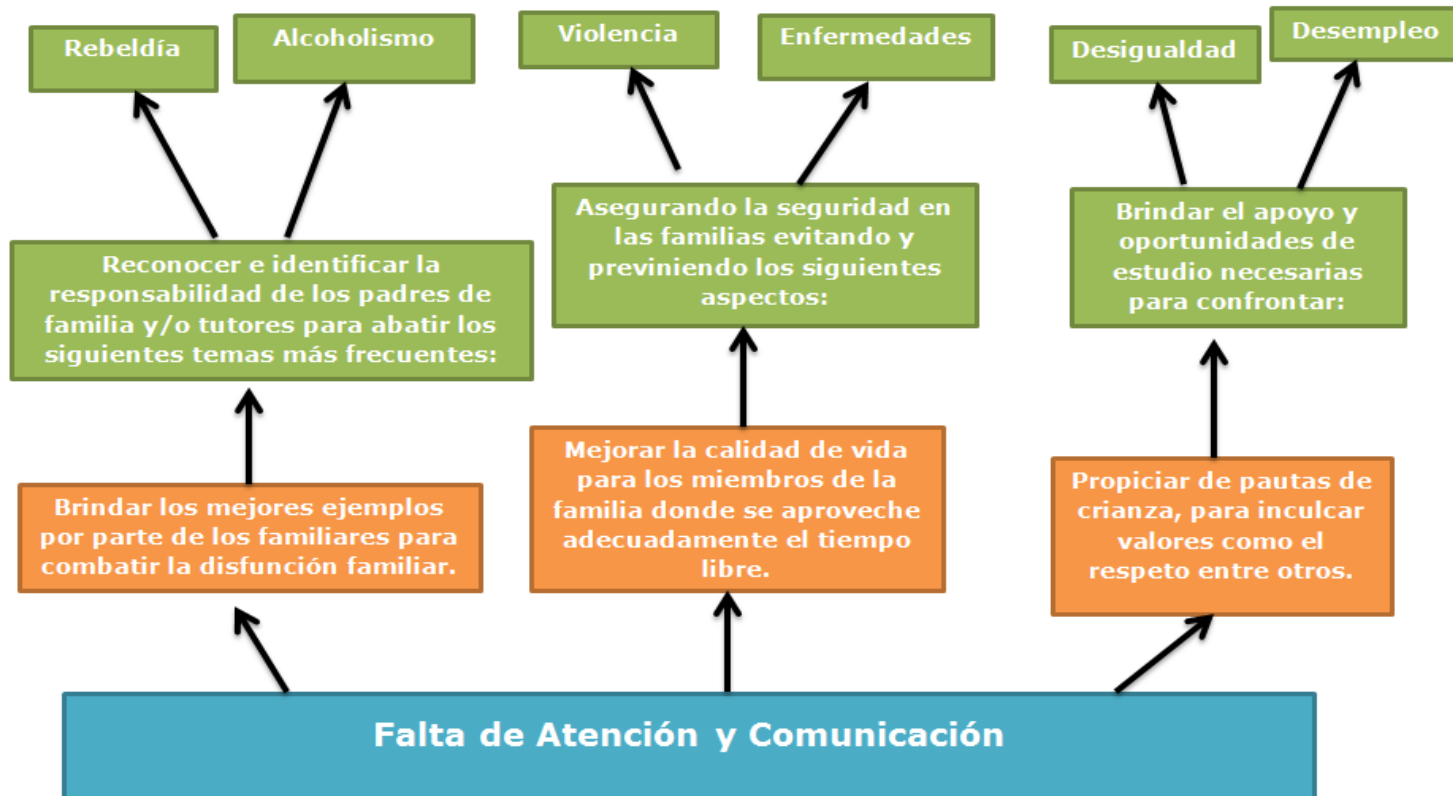 Rebeldía
Alcoholismo
Violencia
Enfermedades
Desigualdad
Desempleo
Reconocer e identificar la
responsabilidad de los padres de
familia y/o tutores para abatir los
siguientes temas más frecuentes:
Asegurando la seguridad en
las familias evitando y
previniendo los siguientes
aspectos:
Brindar el apoyo y
oportunidades de
estudio necesarias
para confrontar:
Brindar los mejores ejemplos
por parte de los familiares para
combatir la disfunción familiar.
Mejorar la calidad de vida
para los miembros de la
familia donde se aproveche
adecuadamente el tiempo
libre.
Propiciar de pautas de
crianza, para inculcar
valores como el
respeto entre otros.
Falta de Atención y Comunicación